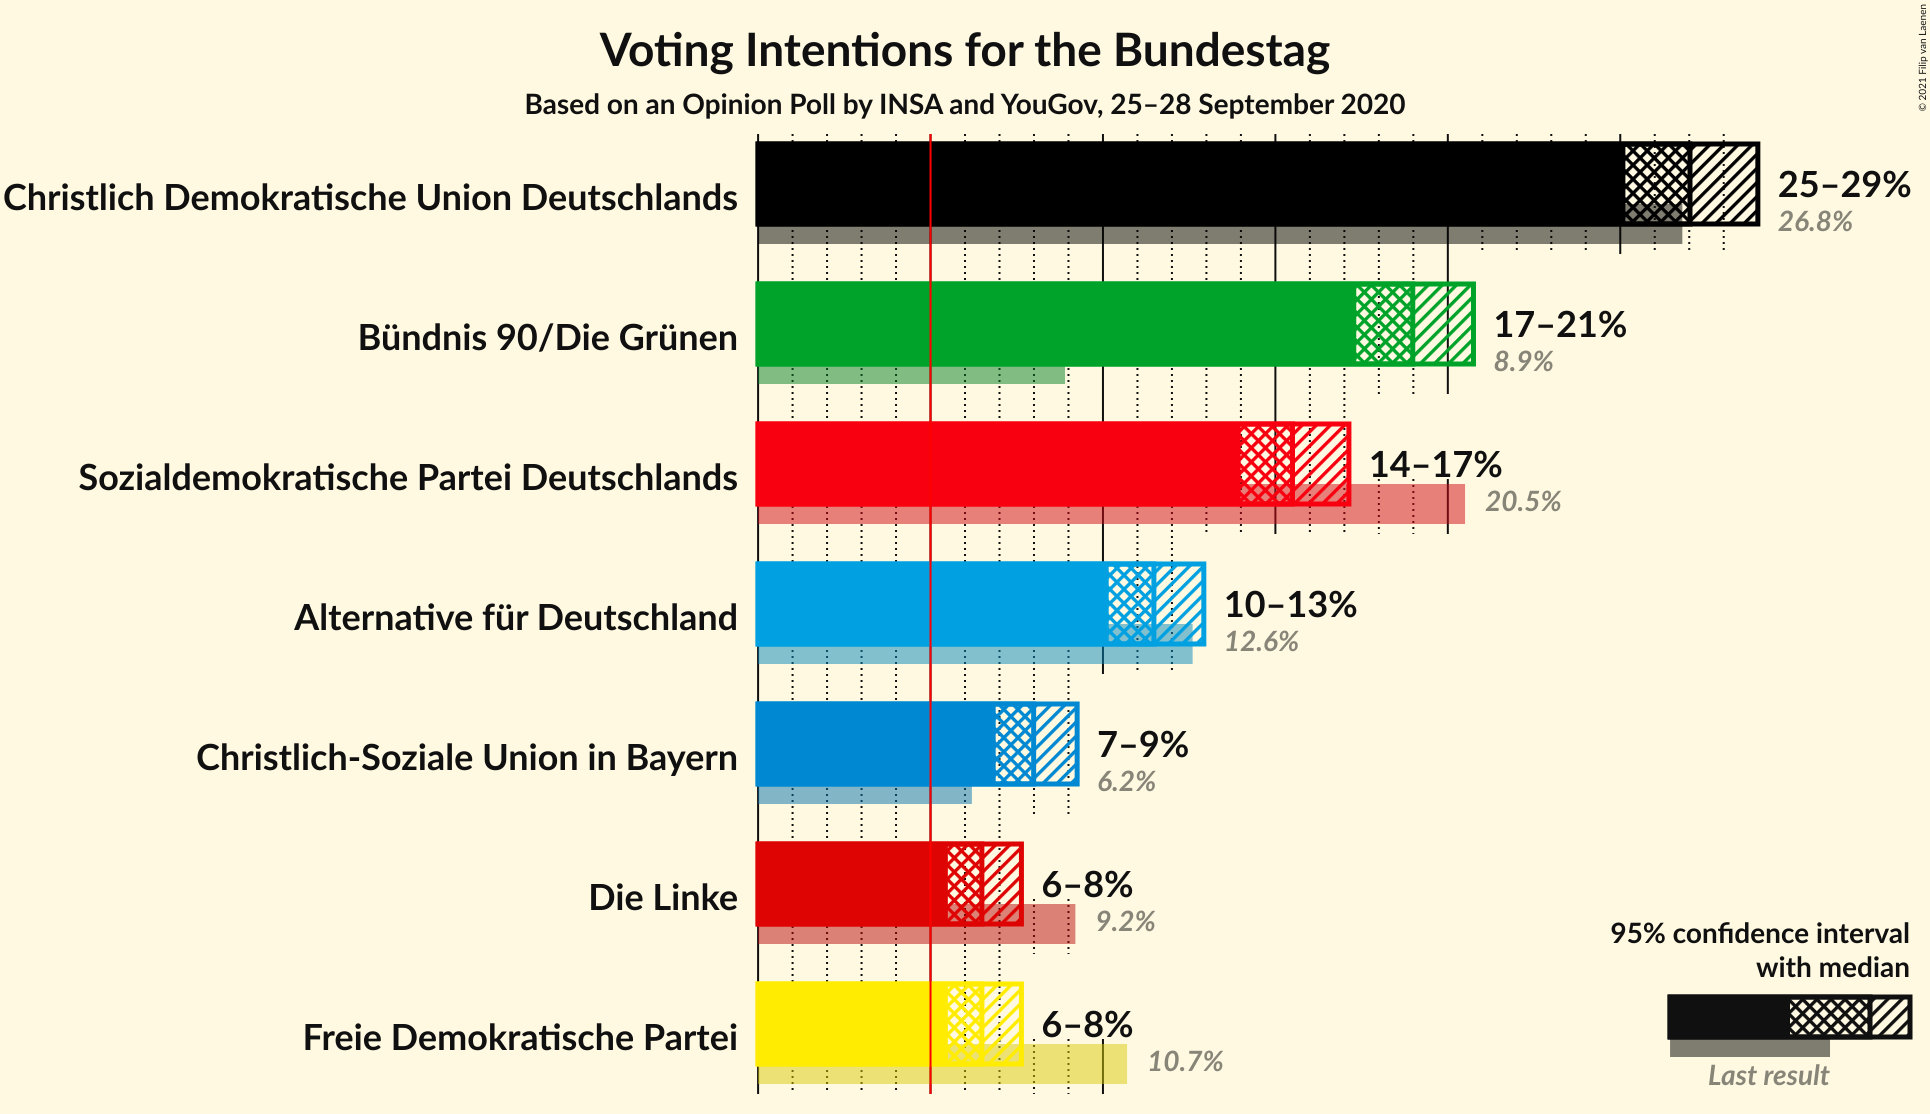 Voting Intentions for the Bundestag
Based on an Opinion Poll by INSA and YouGov, 25–28 September 2020
© 2021 Filip van Laenen
Christlich Demokratische Union Deutschlands
25–29%
26.8%
Bündnis 90/Die Grünen
17–21%
8.9%
Sozialdemokratische Partei Deutschlands
14–17%
20.5%
Alternative für Deutschland
10–13%
12.6%
Christlich-Soziale Union in Bayern
7–9%
6.2%
Die Linke
6–8%
9.2%
Freie Demokratische Partei
6–8%
10.7%
95% confidence interval
with median
Last result